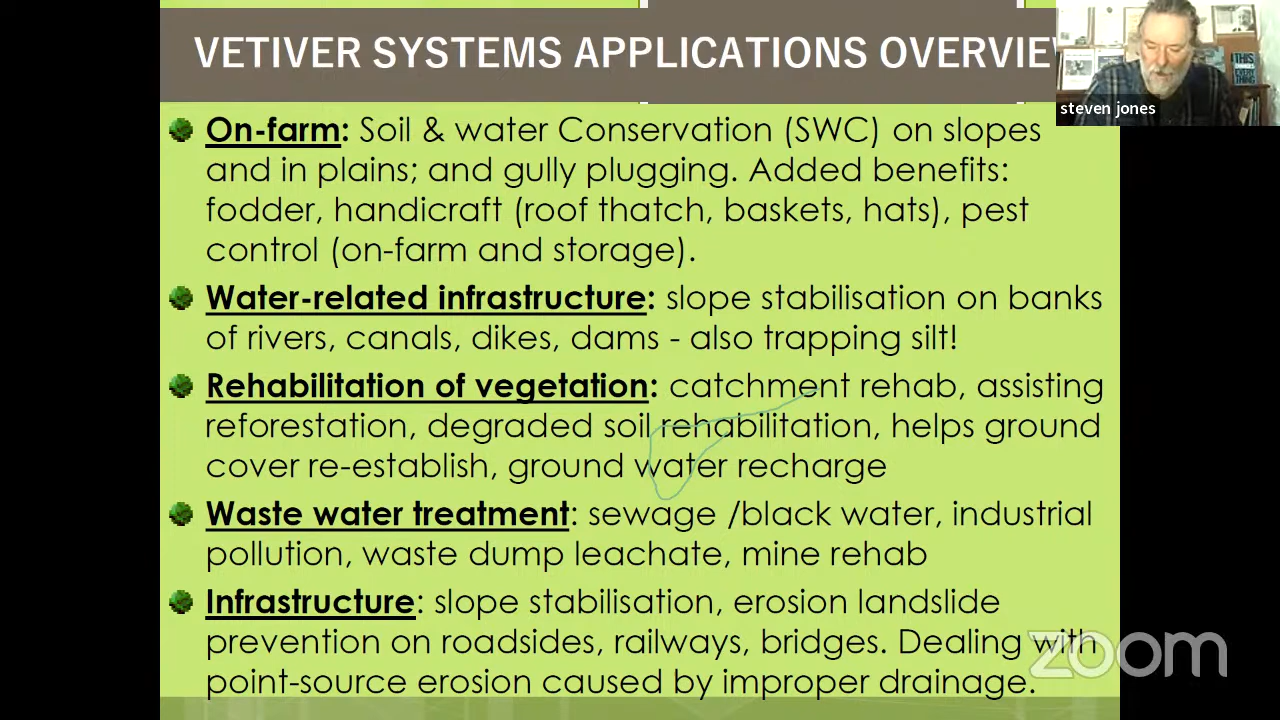 VETIVER SYSTEMS APPLICATIONS OVERVIE
steven jones
On-farm: Soil & water Conservation (SWC) on slopes
and in plains; and gully plugging. Added benefits:
fodder, handicraft (roof thatch, baskets, hats), pest
control (on-farm and storage).
Water-related infrastructure: slope stabilisation on banks
of rivers, canals, dikes, dams - also trapping silt!
Rehabilitation of vegetation: catchment rehab, assisting
reforestation, degraded soil rehabilitation, helps ground
cover re-establish, ground water recharge
Waste water treatment: sewage /black water, industrial
pollution, waste dump leachate, mine rehab
Infrastructure: slope stabilisation, erosion landslide
prevention on roadsides, railways, bridges. Dealing with
point-source erosion caused by improper drainage.
zoom